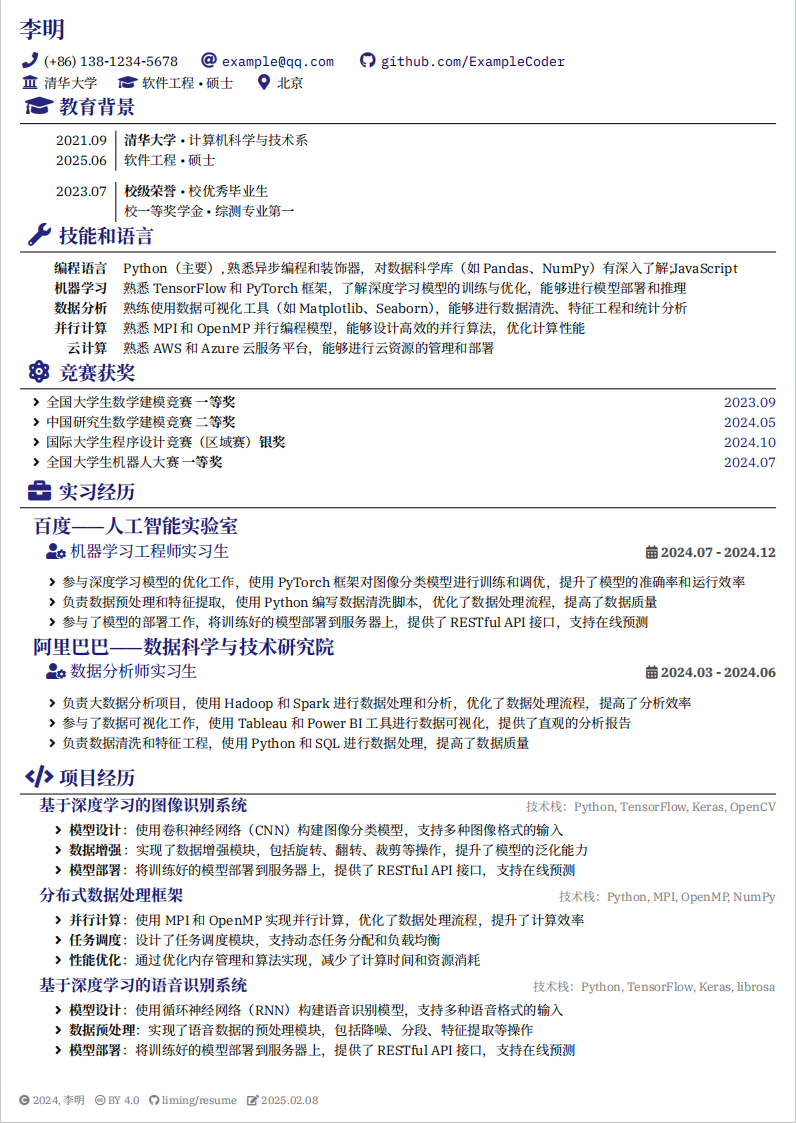 李明
(+86) 138-1234-5678 example@qq.com github.com/ExampleCoder
清华大学 软件工程 • 硕士 北京
教育背景
2021.09 清华大学 • 计算机科学与技术系
2025.06 软件工程 • 硕士
2023.07 校级荣誉 • 校优秀毕业生
校一等奖学金 • 综测专业第一
技能和语言
编程语言 Python（主要）, 熟悉异步编程和装饰器，对数据科学库（如 Pandas、NumPy）有深入了解;JavaScript
机器学习 熟悉 TensorFlow 和 PyTorch 框架，了解深度学习模型的训练与优化，能够进行模型部署和推理
数据分析 熟练使用数据可视化工具（如 Matplotlib、Seaborn），能够进行数据清洗、特征工程和统计分析
并行计算 熟悉 MPI 和 OpenMP 并行编程模型，能够设计高效的并行算法，优化计算性能
云计算 熟悉 AWS 和 Azure 云服务平台，能够进行云资源的管理和部署
竞赛获奖
全国大学生数学建模竞赛 一等奖 2023.09
中国研究生数学建模竞赛 二等奖 2024.05
国际大学生程序设计竞赛（区域赛）银奖 2024.10
全国大学生机器人大赛 一等奖 2024.07
实习经历
百度——人工智能实验室
机器学习工程师实习生 2024.07 - 2024.12
参与深度学习模型的优化工作，使用 PyTorch 框架对图像分类模型进行训练和调优，提升了模型的准确率和运行效率
负责数据预处理和特征提取，使用 Python 编写数据清洗脚本，优化了数据处理流程，提高了数据质量
参与了模型的部署工作，将训练好的模型部署到服务器上，提供了 RESTful API 接口，支持在线预测
阿里巴巴——数据科学与技术研究院
数据分析师实习生 2024.03 - 2024.06
负责大数据分析项目，使用 Hadoop 和 Spark 进行数据处理和分析，优化了数据处理流程，提高了分析效率
参与了数据可视化工作，使用 Tableau 和 Power BI 工具进行数据可视化，提供了直观的分析报告
负责数据清洗和特征工程，使用 Python 和 SQL 进行数据处理，提高了数据质量
项目经历
基于深度学习的图像识别系统 技术栈：Python, TensorFlow, Keras, OpenCV
模型设计：使用卷积神经网络（CNN）构建图像分类模型，支持多种图像格式的输入
数据增强：实现了数据增强模块，包括旋转、翻转、裁剪等操作，提升了模型的泛化能力
模型部署：将训练好的模型部署到服务器上，提供了 RESTful API 接口，支持在线预测
分布式数据处理框架 技术栈：Python, MPI, OpenMP, NumPy
并行计算：使用 MPI 和 OpenMP 实现并行计算，优化了数据处理流程，提升了计算效率
任务调度：设计了任务调度模块，支持动态任务分配和负载均衡
性能优化：通过优化内存管理和算法实现，减少了计算时间和资源消耗
基于深度学习的语音识别系统 技术栈：Python, TensorFlow, Keras, librosa
模型设计：使用循环神经网络（RNN）构建语音识别模型，支持多种语音格式的输入
数据预处理：实现了语音数据的预处理模块，包括降噪、分段、特征提取等操作
模型部署：将训练好的模型部署到服务器上，提供了 RESTful API 接口，支持在线预测
2024, 李明 BY 4.0 liming/resume 2025.02.08